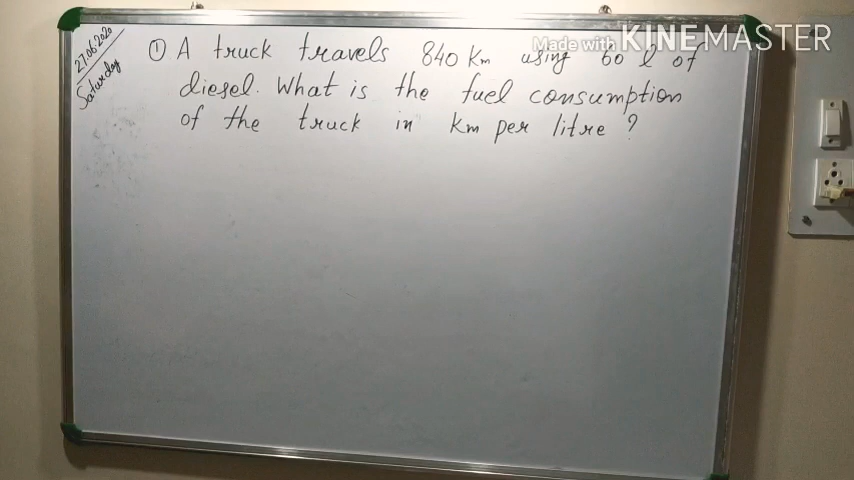 27.06.2020
Saturday
Made with KINEMASTER
① A truck travels 840 Km using 60 l of
diesel. What is the fuel consumption
of the truck in Km per litre ?